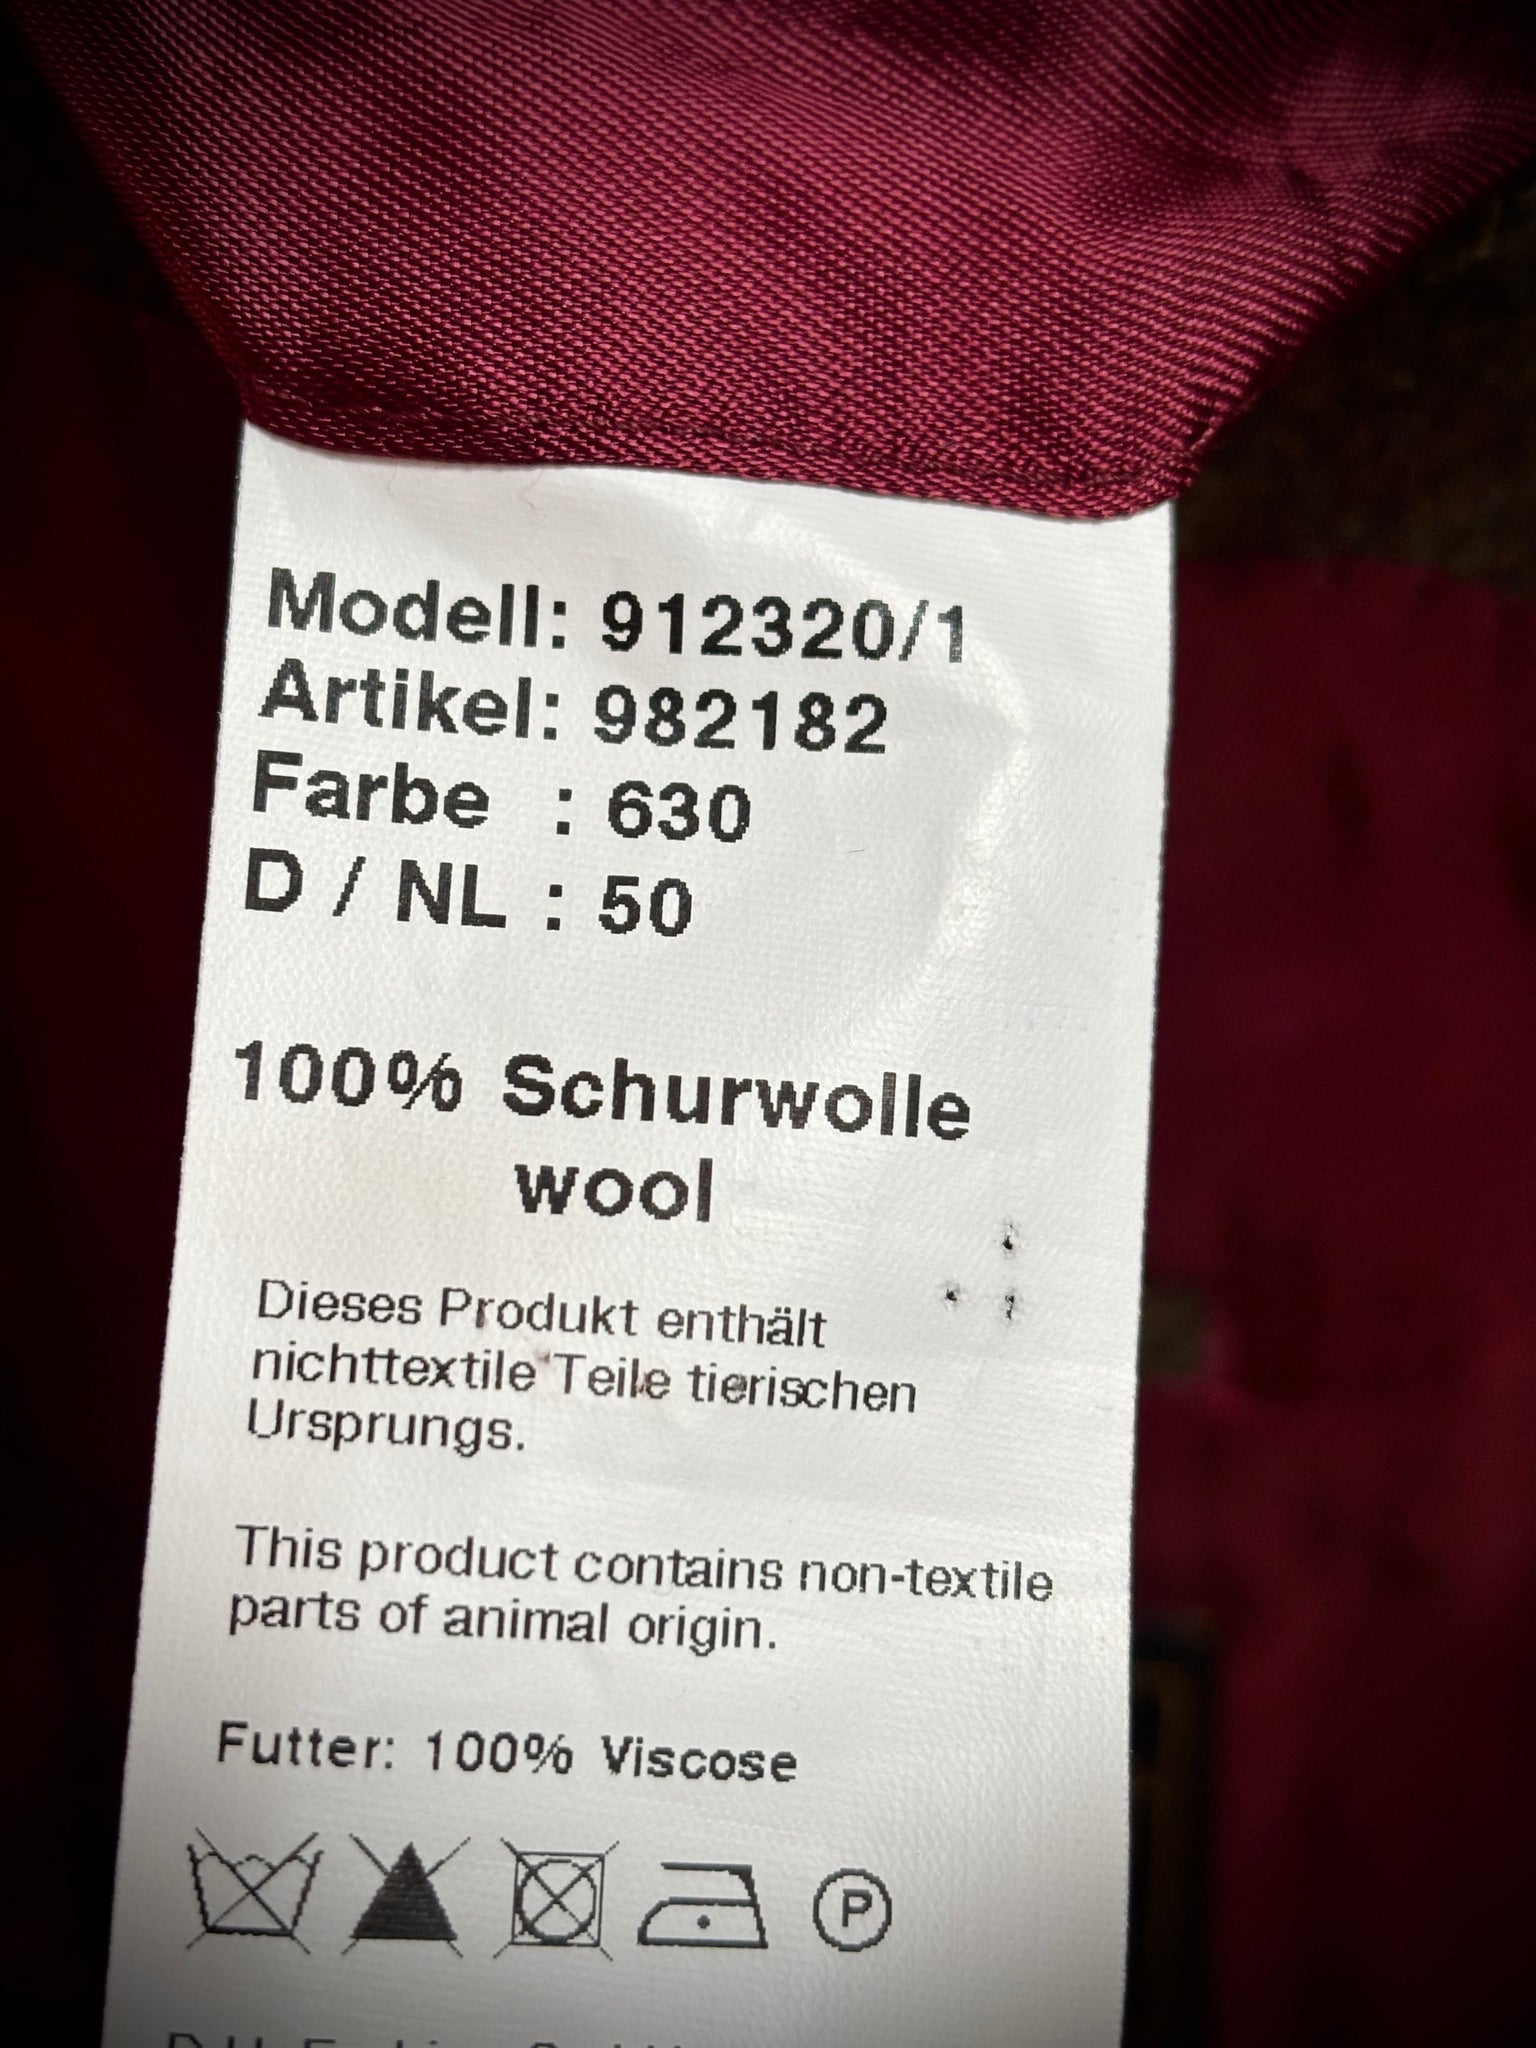 Modell: 912320/1
Artikel: 982182
Farbe : 630
D / NL : 50
100% Schurwolle
wool
Dieses Produkt enthält
nichttextile Teile tierischen
Ursprungs.
This product contains non-textile
parts of animal origin.
Futter: 100% Viscose
P